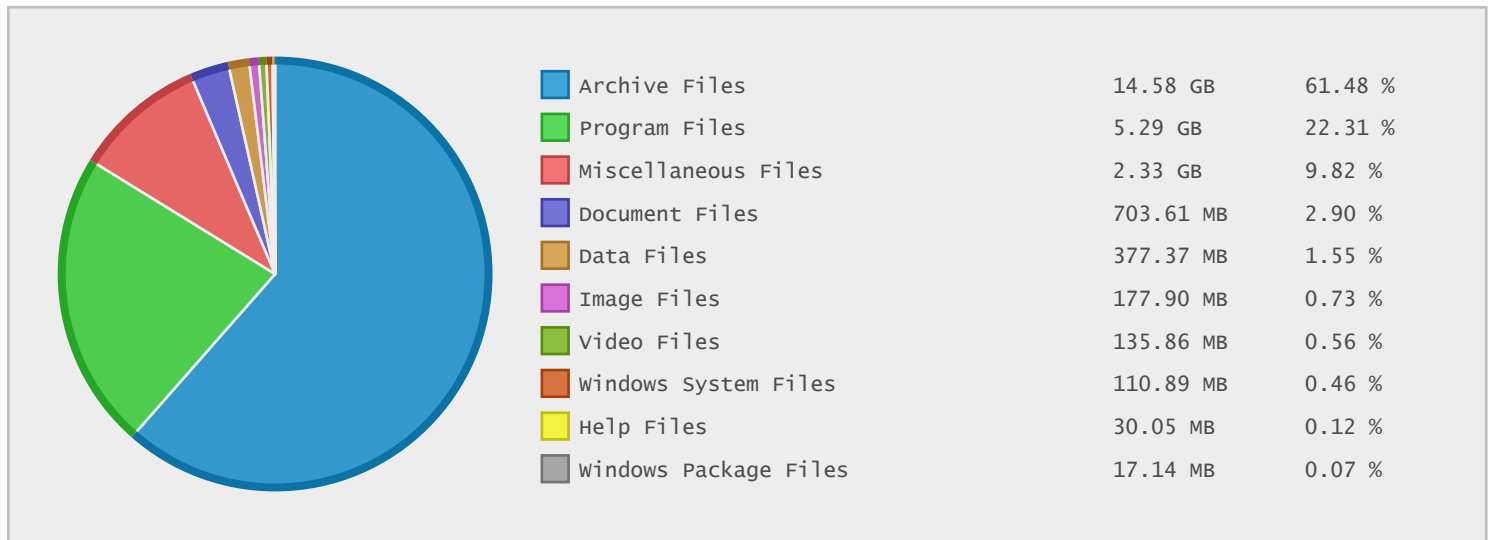 Archive Files 14.58 GB 61.48 %
Program Files 5.29 GB 22.31 %
Miscellaneous Files 2.33 GB 9.82 %
Document Files 703.61 MB 2.90 %
Data Files 377.37 MB 1.55 %
Image Files 177.90 MB 0.73 %
Video Files 135.86 MB 0.56 %
Windows System Files 110.89 MB 0.46 %
Help Files 30.05 MB 0.12 %
Windows Package Files 17.14 MB 0.07 %